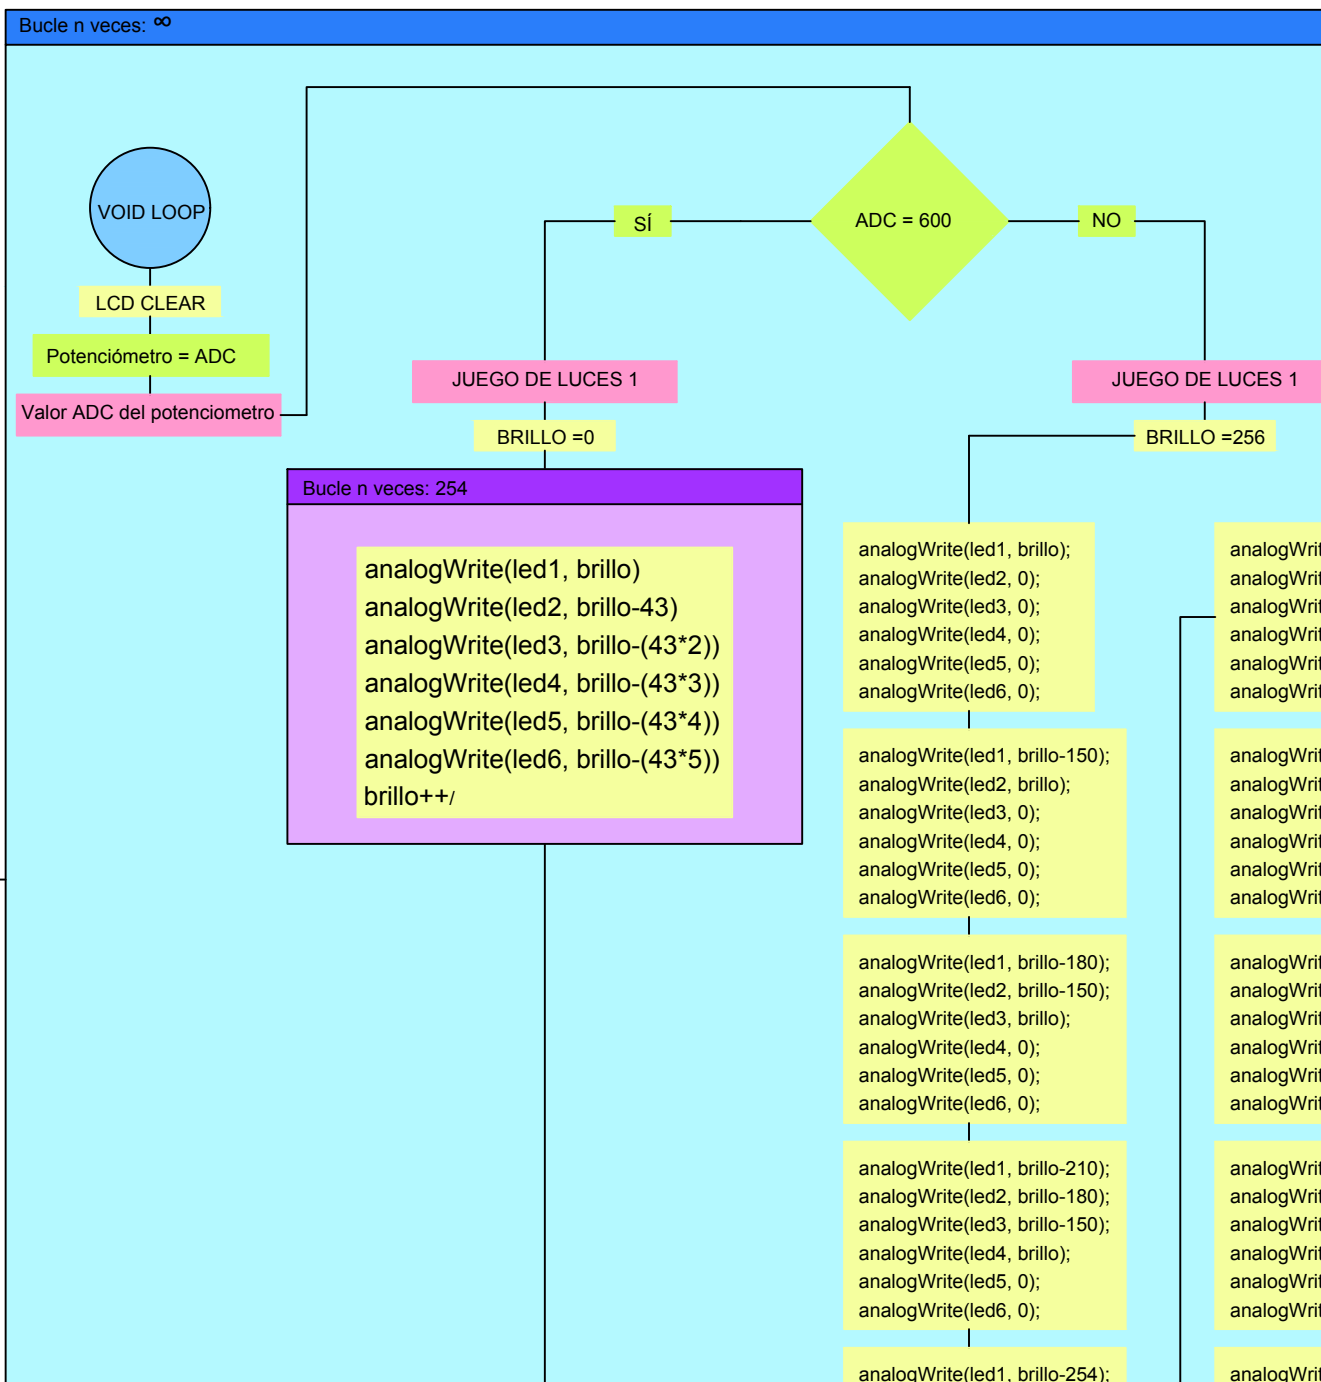 Bucle n veces: ∞
VOID LOOP
LCD CLEAR
Potenciómetro = ADC
Valor ADC del potenciometro
ADC = 600
SÍ
NO
JUEGO DE LUCES 1
BRILLO =0
Bucle n veces: 254
analogWrite(led1, brillo)
analogWrite(led2, brillo-43)
analogWrite(led3, brillo-(43*2))
analogWrite(led4, brillo-(43*3))
analogWrite(led5, brillo-(43*4))
analogWrite(led6, brillo-(43*5))
brillo++/
JUEGO DE LUCES 1
BRILLO =256
analogWrite(led1, brillo);
analogWrite(led2, 0);
analogWrite(led3, 0);
analogWrite(led4, 0);
analogWrite(led5, 0);
analogWrite(led6, 0);
analogWrite(led1, brillo-150);
analogWrite(led2, brillo);
analogWrite(led3, 0);
analogWrite(led4, 0);
analogWrite(led5, 0);
analogWrite(led6, 0);
analogWrite(led1, brillo-180);
analogWrite(led2, brillo-150);
analogWrite(led3, brillo);
analogWrite(led4, 0);
analogWrite(led5, 0);
analogWrite(led6, 0);
analogWrite(led1, brillo-210);
analogWrite(led2, brillo-180);
analogWrite(led3, brillo-150);
analogWrite(led4, brillo);
analogWrite(led5, 0);
analogWrite(led6, 0);
analogWrite(led1, brillo-254);